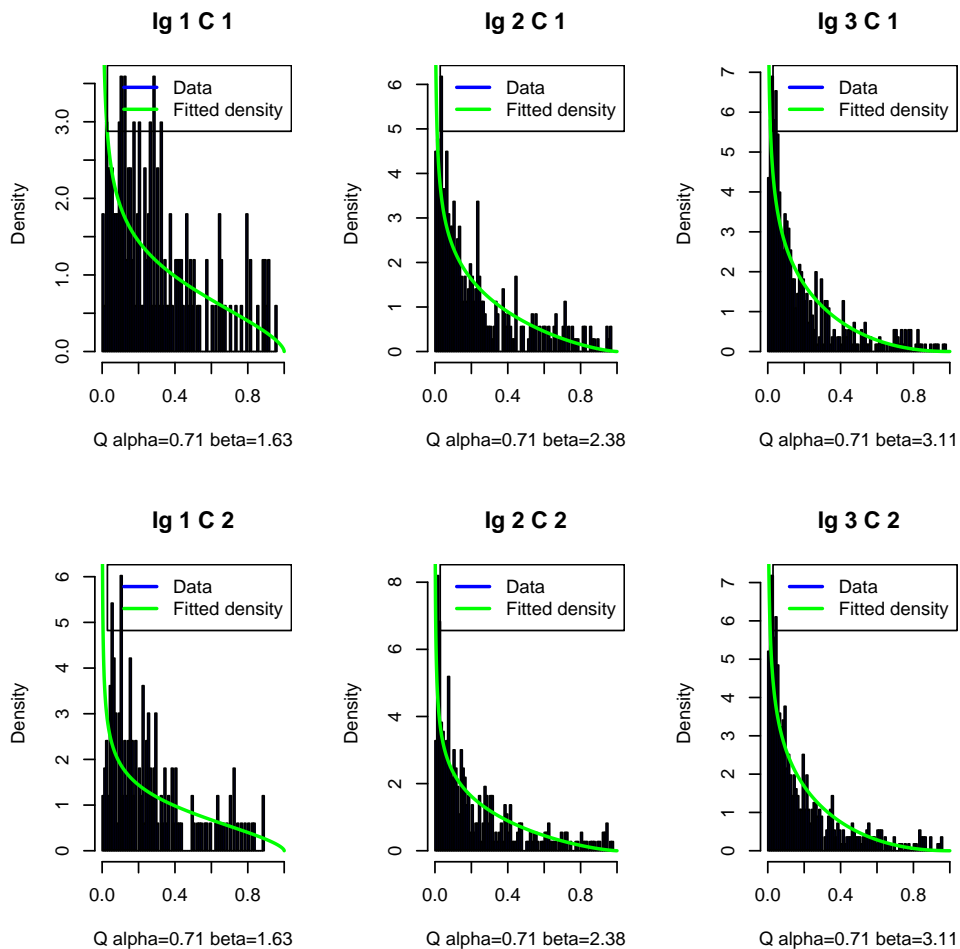 Ig 1 C 1
Density
0.0
1.0
2.0
3.0
Data
Fitted density
0.0 0.4 0.8
Q alpha=0.71 beta=1.63
Ig 2 C 1
Density
0
1
2
3
4
5
6
Data
Fitted density
0.0 0.4 0.8
Q alpha=0.71 beta=2.38
Ig 3 C 1
Density
0
1
2
3
4
5
6
7
Data
Fitted density
0.0 0.4 0.8
Q alpha=0.71 beta=3.11
Ig 1 C 2
Density
0
1
2
3
4
5
6
Data
Fitted density
0.0 0.4 0.8
Q alpha=0.71 beta=1.63
Ig 2 C 2
Density
0
2
4
6
8
Data
Fitted density
0.0 0.4 0.8
Q alpha=0.71 beta=2.38
Ig 3 C 2
Density
0
1
2
3
4
5
6
7
Data
Fitted density
0.0 0.4 0.8
Q alpha=0.71 beta=3.11